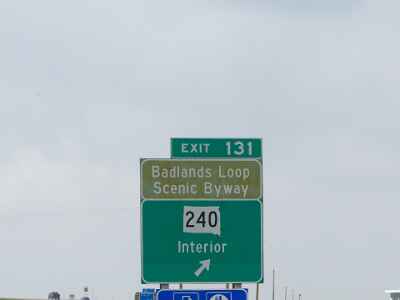 EXIT 131
Badlands Loop
Scenic Byway
240
Interior